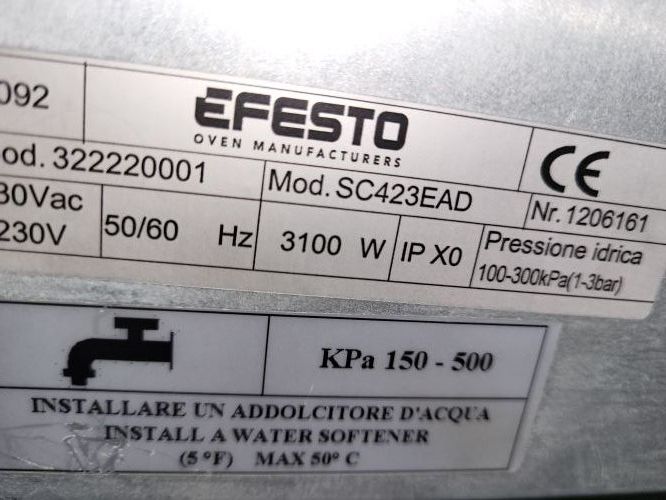 092
EFESTO
OVEN MANUFACTURERS
CE
od. 322220001
Mod. SC423EAD
Nr. 1206161
30Vac
230V
50/60 Hz
3100 W
IP X0
Pressione idrica
100-300kPa(1-3bar)
KPa 150 - 500
INSTALLARE UN ADDOLCITORE D'ACQUA
INSTALL A WATER SOFTENER
(5 °F) MAX 50° C